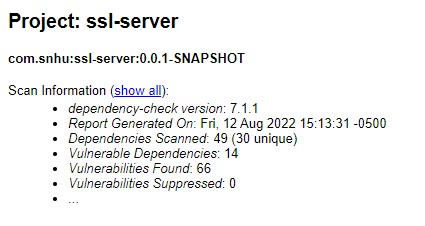 Project: ssl-server
com.snhu:ssl-server:0.0.1-SNAPSHOT
Scan Information (show all):
• dependency-check version: 7.1.1
• Report Generated On: Fri, 12 Aug 2022 15:13:31 -0500
• Dependencies Scanned: 49 (30 unique)
• Vulnerable Dependencies: 14
• Vulnerabilities Found: 66
• Vulnerabilities Suppressed: 0
• ...